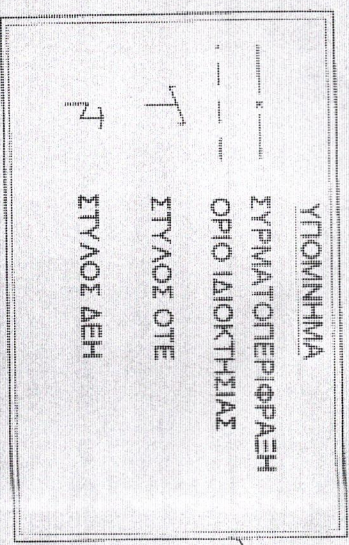 ΥΠΟΜΝΗΜΑ
ΣΥΡΜΑΤΟΠΕΡΙΦΡΑΞΗ
ΟΡΙΟ ΙΔΙΟΚΤΗΣΙΑΣ
ΣΤΥΛΟΣ ΟΤΕ
ΣΤΥΛΟΣ ΔΕΗ